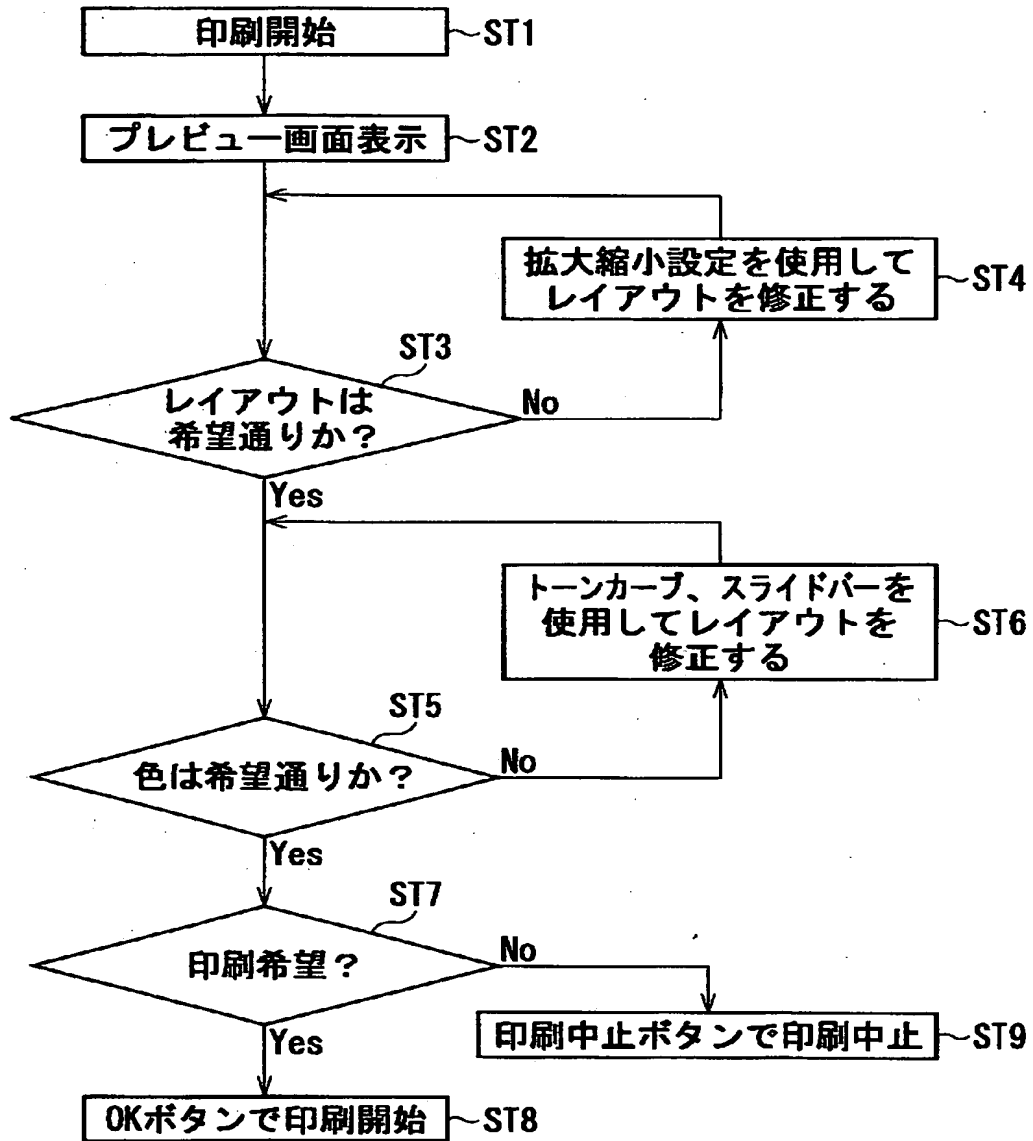 印刷開始
ST1
プレビュー画面表示
ST2
拡大縮小設定を使用して
レイアウトを修正する
ST4
ST3
レイアウトは
希望通りか？
No
Yes
トーンカーブ、スライドバーを
使用してレイアウトを
修正する
ST6
ST5
色は希望通りか？
No
Yes
ST7
印刷希望？
No
Yes
印刷中止ボタンで印刷中止
ST9
OKボタンで印刷開始
ST8